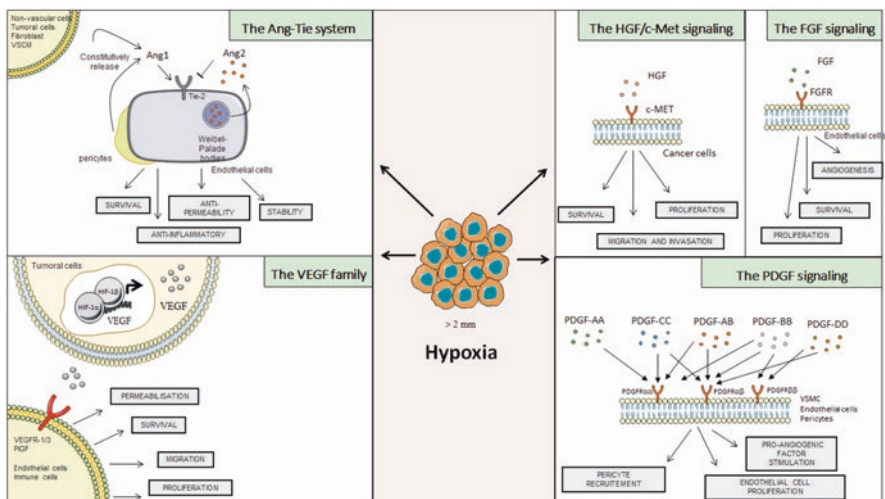 The Ang-Tie system
Non-vascular cells
Tumoral cells
Fibroblast
VSCM
Constitutively
release
Ang1
Ang2
Tie-2
Weibel-
Palade
bodies
pericytes
Endothelial cells
SURVIVAL
ANTI-
PERMEABILITY
STABILITY
ANTI-INFLAMMATORY
The VEGF family
Tumoral cells
HIF-1α
HIF-1β
VEGF
VEGF
VEGFR-1/3
PlGF
Endothelial cells
Immune cells
PERMEABILISATION
SURVIVAL
MIGRATION
PROLIFERATION
> 2 mm
Hypoxia
The HGF/c-Met signaling
HGF
c-MET
Cancer cells
SURVIVAL
PROLIFERATION
MIGRATION AND INVASATION
The FGF signaling
FGF
FGFR
Endothelial cells
ANGIOGENESIS
SURVIVAL
PROLIFERATION
The PDGF signaling
PDGF-AA
PDGF-CC
PDGF-AB
PDGF-BB
PDGF-DD
PDGFRαα
PDGFRαβ
PDGFRββ
VSMC
Endothelial cells
Pericytes
PERICYTE
RECRUITEMENT
PRO-ANGIOGENIC
FACTOR
STIMULATION
ENDOTHELIAL CELL
PROLIFERATION